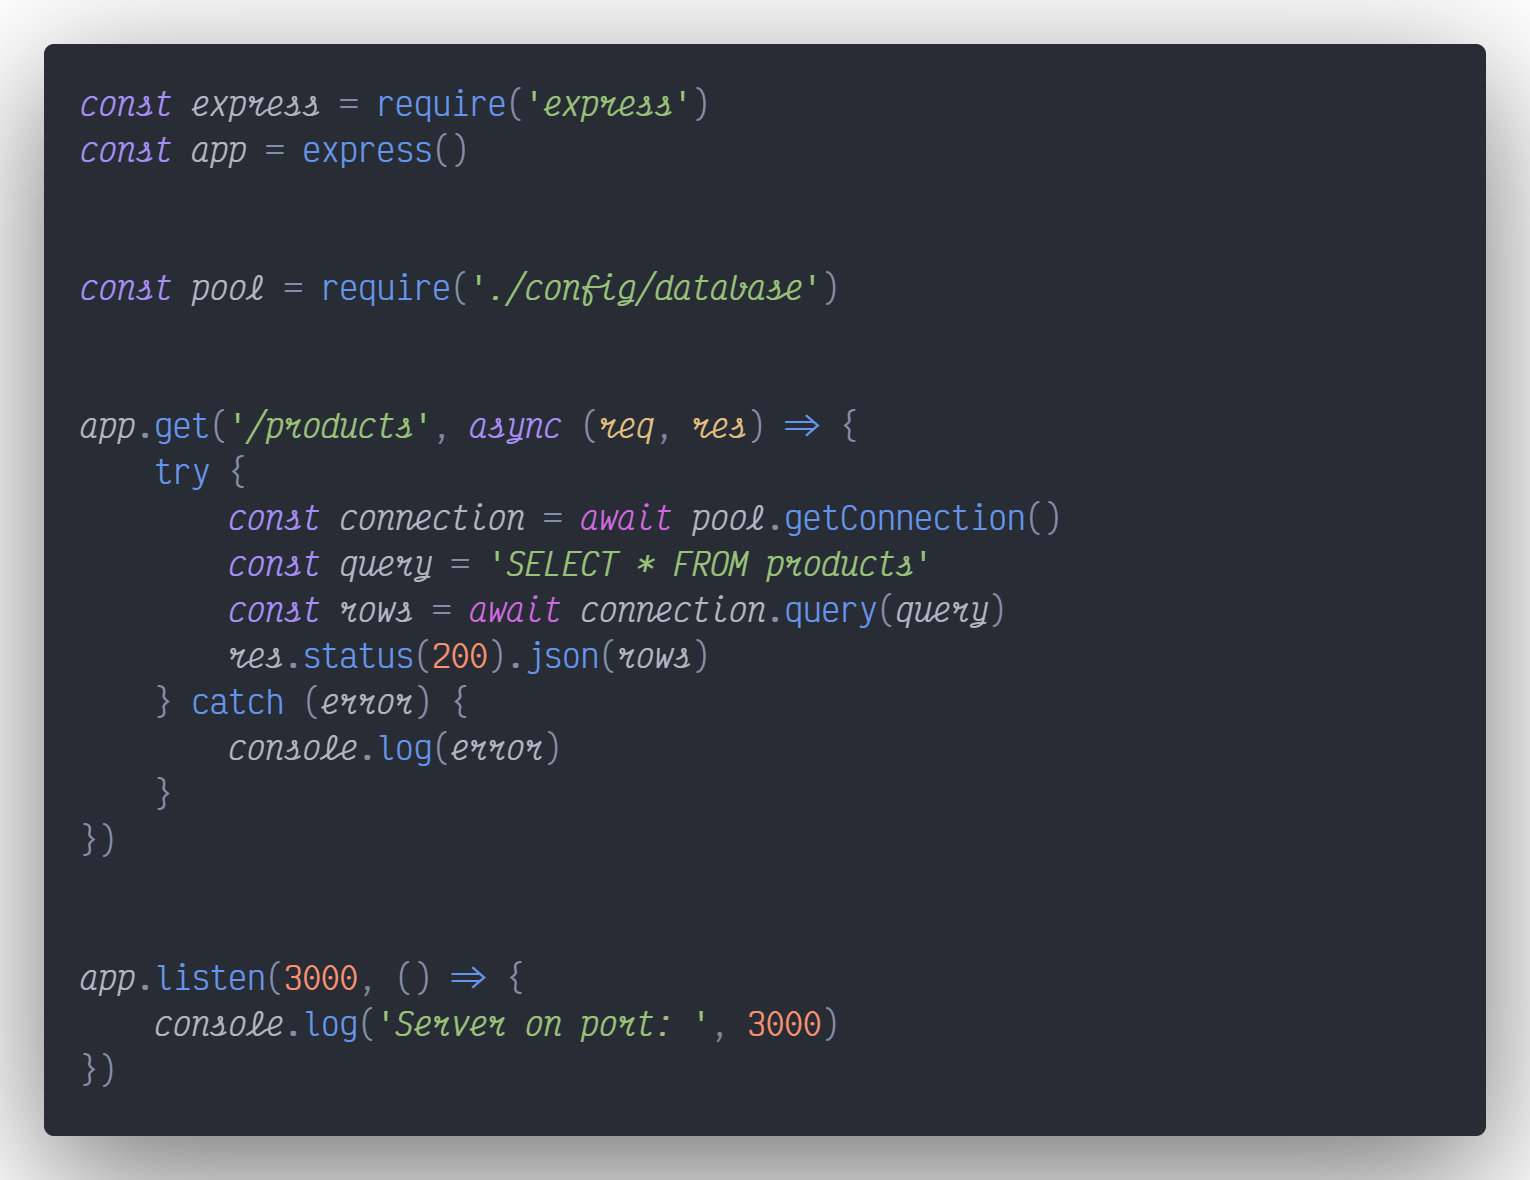 const express = require('express')
const app = express()
const pool = require('./config/database')
app.get('/products', async (req, res) => {
    try {
        const connection = await pool.getConnection()
        const query = 'SELECT * FROM products'
        const rows = await connection.query(query)
        res.status(200).json(rows)
    } catch (error) {
        console.log(error)
    }
})
app.listen(3000, () => {
    console.log('Server on port: ', 3000)
})